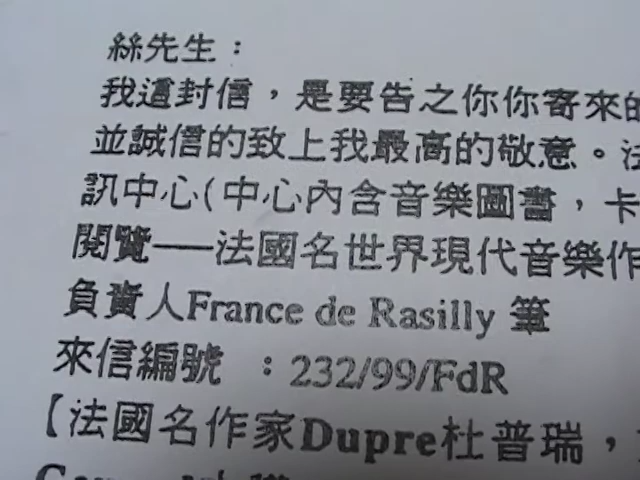 絲先生：
我這封信，是要告之你你寄來的
並誠信的致上我最高的敬意。法
訊中心(中心內含音樂圖書，卡
閱覽──法國名世界現代音樂作
負責人France de Rasilly 筆
來信編號 ：232/99/FdR
【法國名作家Dupre杜普瑞，